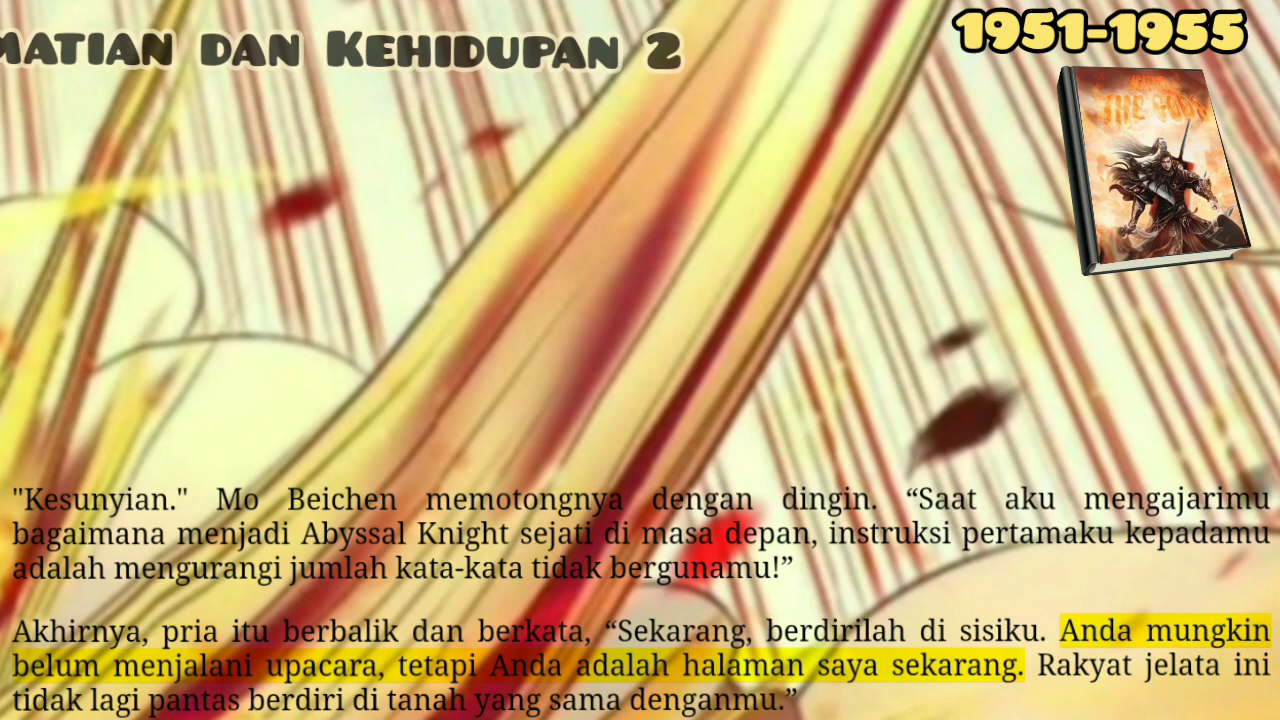 MATIAN DAN KEHIDUPAN 2
1951-1955
AGAINST
THE GODS
"Kesunyian." Mo Beichen memotongnya dengan dingin. “Saat aku mengajarimu
bagaimana menjadi Abyssal Knight sejati di masa depan, instruksi pertamaku kepadamu
adalah mengurangi jumlah kata-kata tidak bergunamu!”
Akhirnya, pria itu berbalik dan berkata, “Sekarang, berdirilah di sisiku. Anda mungkin
belum menjalani upacara, tetapi Anda adalah halaman saya sekarang. Rakyat jelata ini
tidak lagi pantas berdiri di tanah yang sama denganmu.”